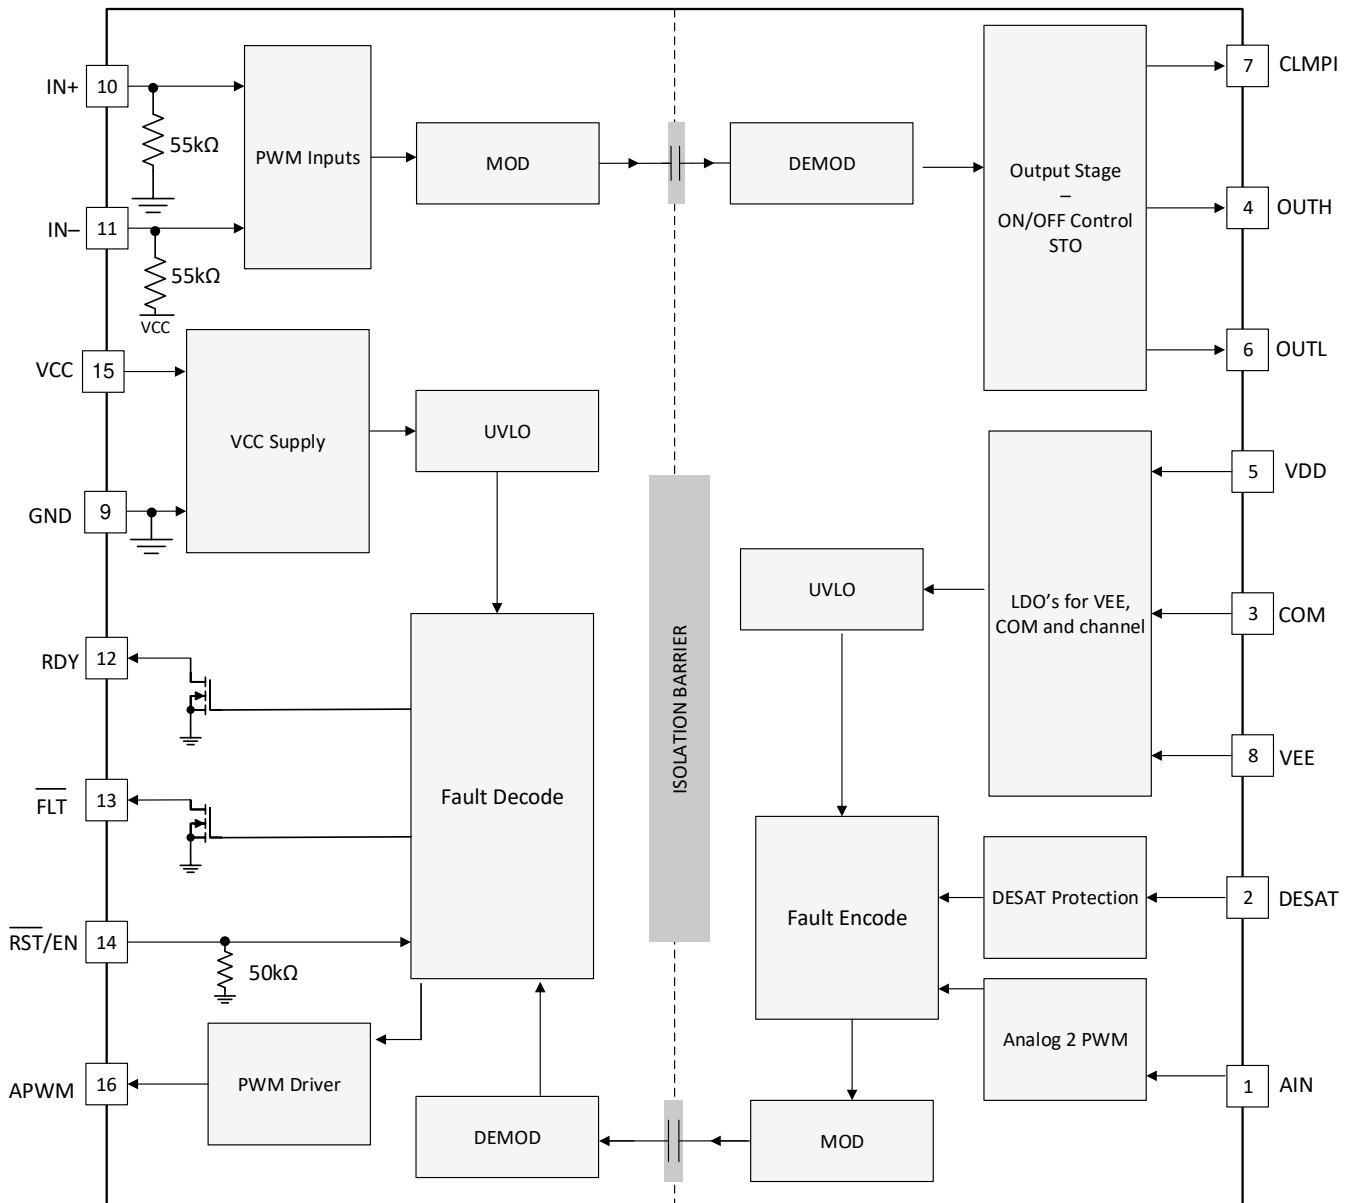 IN+
10
55kΩ
IN–
11
55kΩ
VCC
PWM Inputs
MOD
DEMOD
Output Stage
–
ON/OFF Control
STO
7
CLMPI
4
OUTH
6
OUTL
VCC
15
VCC Supply
UVLO
GND
9
5
VDD
LDO's for VEE,
COM and channel
3
COM
8
VEE
UVLO
ISOLATION BARRIER
RDY
12
FLT
13
Fault Decode
RST/EN
14
50kΩ
Fault Encode
DESAT Protection
2
DESAT
Analog 2 PWM
1
AIN
APWM
16
PWM Driver
DEMOD
MOD